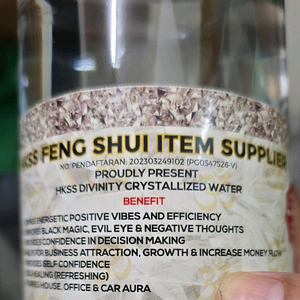 HKSS FENG SHUI ITEM SUPPLIER
NO. PENDAFTARAN: 202303249102 (PG0547526-V)
PROUDLY PRESENT
HKSS DIVINITY CRYSTALLIZED WATER
BENEFIT
ENERGETIC POSITIVE VIBES AND EFFICIENCY
BLACK MAGIC, EVIL EYE & NEGATIVE THOUGHTS
CONFIDENCE IN DECISION MAKING
FOR BUSINESS ATTRACTION, GROWTH & INCREASE MONEY FLOW
SELF-CONFIDENCE
HEALING (REFRESHING)
HOUSE, OFFICE & CAR AURA